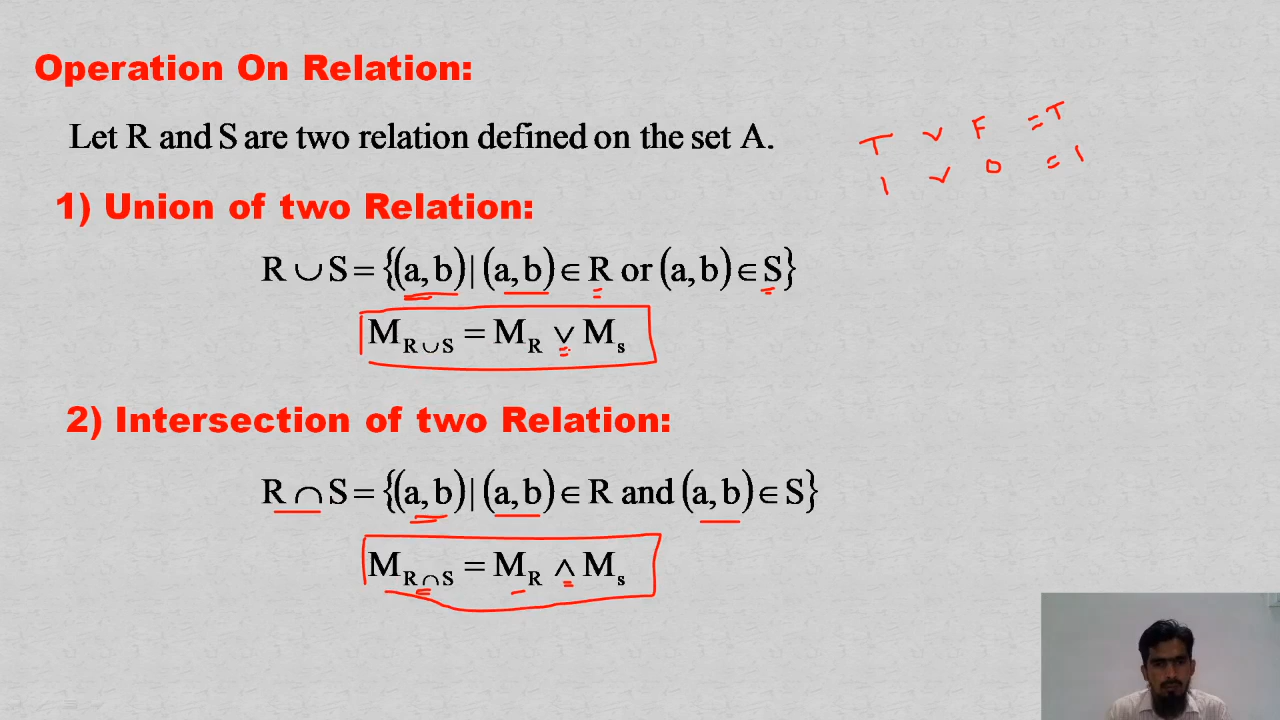 Operation On Relation:
Let R and S are two relation defined on the set A.
T ∨ F = T
1 ∨ 0 = 1
1) Union of two Relation:
R ∪ S = {(a, b) | (a, b) ∈ R or (a, b) ∈ S}
M_{R∪S} = M_R ∨ M_s
2) Intersection of two Relation:
R ∩ S = {(a, b) | (a, b) ∈ R and (a, b) ∈ S}
M_{R∩S} = M_R ∧ M_s